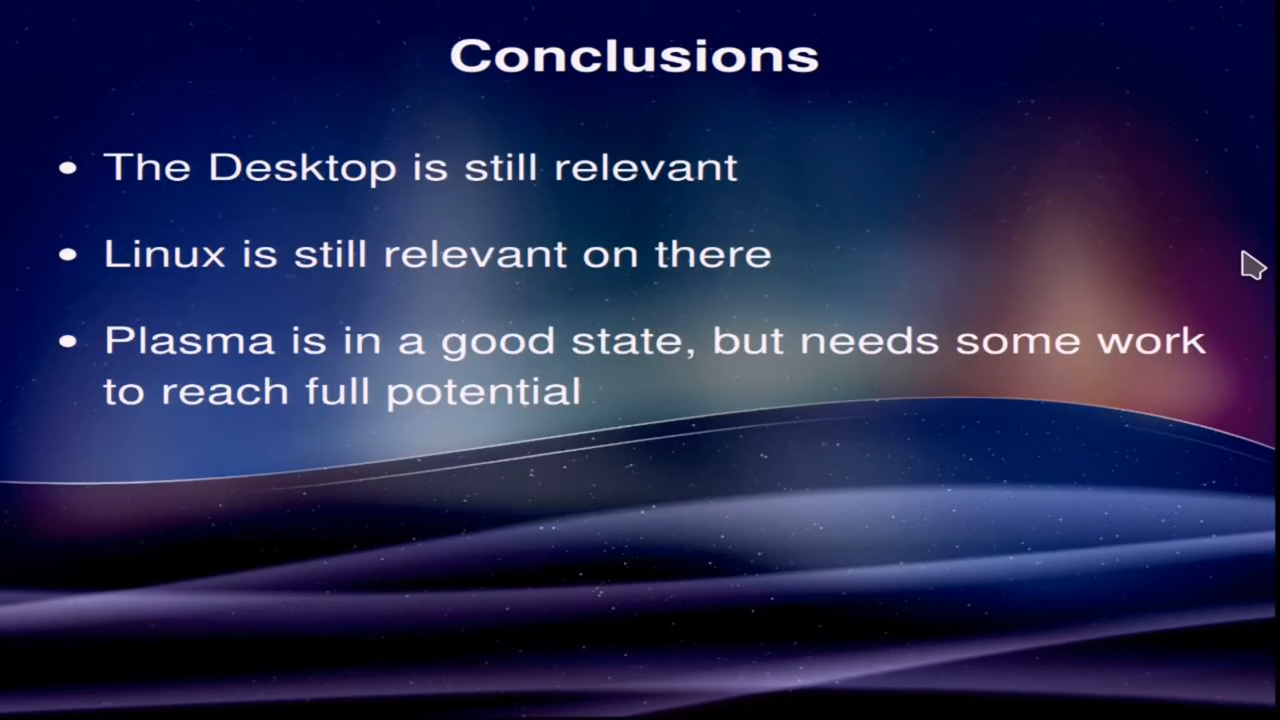 Conclusions
• The Desktop is still relevant
• Linux is still relevant on there
• Plasma is in a good state, but needs some work
to reach full potential